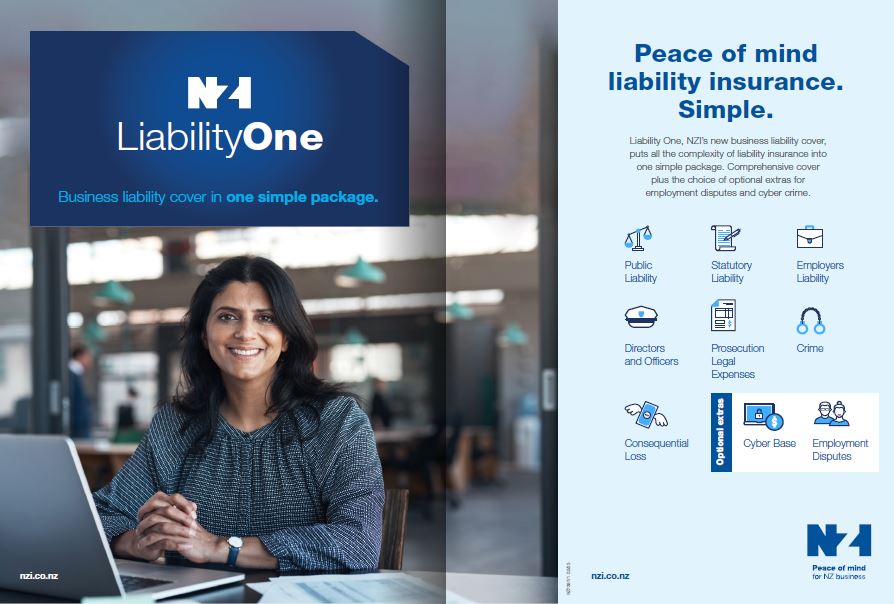 NZI
LiabilityOne
Business liability cover in one simple package.
nzi.co.nz
Peace of mind
liability insurance.
Simple.
Liability One, NZI's new business liability cover,
puts all the complexity of liability insurance into
one simple package. Comprehensive cover
plus the choice of optional extras for
employment disputes and cyber crime.
Public
Liability
Statutory
Liability
Employers
Liability
Directors
and Officers
Prosecution
Legal
Expenses
Crime
Consequential
Loss
Optional extras
Cyber Base
Employment
Disputes
nzi.co.nz
NZI
Peace of mind
for NZ business